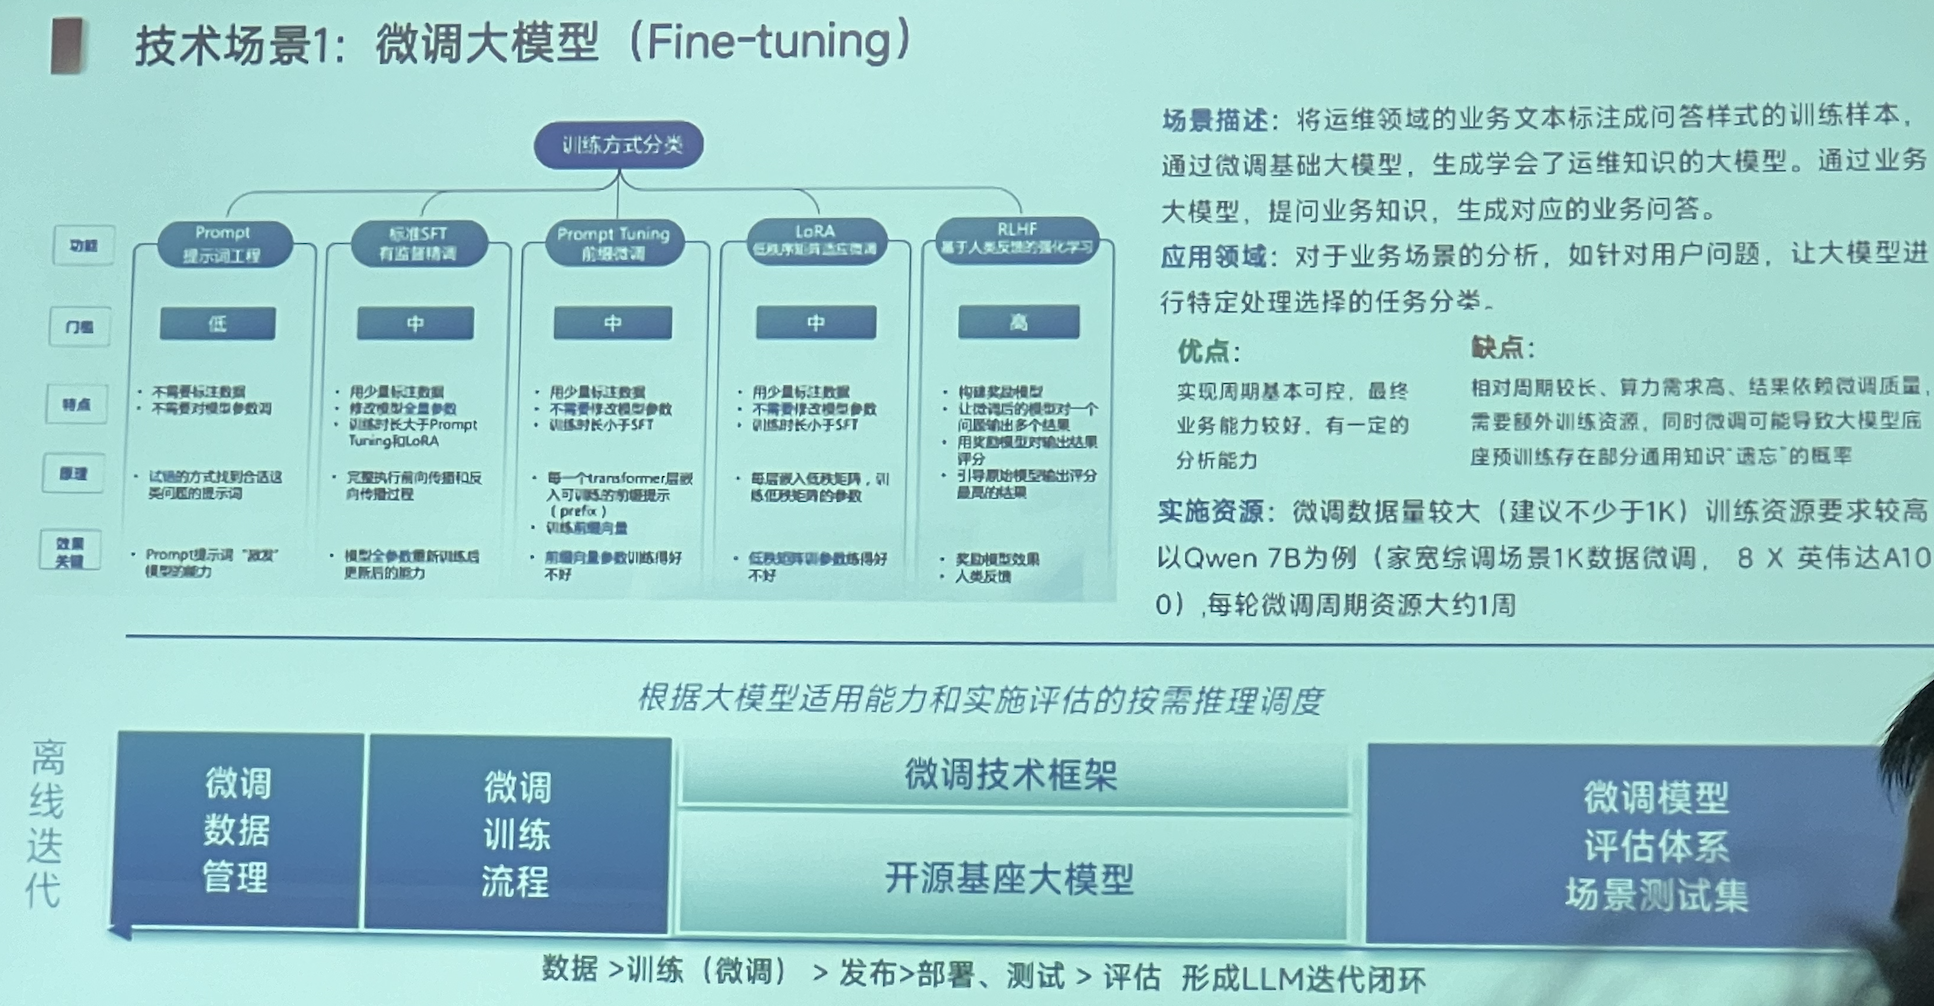 技术场景1：微调大模型（Fine-tuning）
训练方式分类
功能
Prompt
提示词工程
标准SFT
有监督精调
Prompt Tuning
前缀微调
LoRA
低秩序矩阵适应微调
RLHF
基于人类反馈的强化学习
门槛
低
中
中
中
高
特点
• 不需要标注数据
• 不需要对模型参数调
• 用少量标注数据
• 修改模型全量参数
• 训练时长大于Prompt
Tuning和LoRA
• 用少量标注数据
• 不需要修改模型参数
• 训练时长小于SFT
• 用少量标注数据
• 不需要修改模型参数
• 训练时长小于SFT
• 构建奖励模型
• 让微调后的模型对一个
问题输出多个结果
• 用奖励模型对输出结果
评分
• 引导原始模型输出评分
最高的结果
原理
• 试错的方式找到合适这
类问题的提示词
• 完整执行前向传播和反
向传播过程
• 每一个transformer层嵌
入可训练的前缀提示
（prefix）
• 训练前缀向量
• 每层嵌入低秩矩阵，训
练低秩矩阵的参数
效果
关键
• Prompt提示词“激发”
模型的能力
• 模型全参数重新训练后
更新后的能力
• 前缀向量参数训练得好
不好
• 低秩矩阵训参数练得好
不好
• 奖励模型效果
• 人类反馈
场景描述：将运维领域的业务文本标注成问答样式的训练样本，
通过微调基础大模型，生成学会了运维知识的大模型。通过业务
大模型，提问业务知识，生成对应的业务问答。
应用领域：对于业务场景的分析，如针对用户问题，让大模型进
行特定处理选择的任务分类。
优点：
实现周期基本可控，最终
业务能力较好，有一定的
分析能力
缺点：
相对周期较长、算力需求高、结果依赖微调质量，
需要额外训练资源，同时微调可能导致大模型底
座预训练存在部分通用知识“遗忘”的概率
实施资源：微调数据量较大（建议不少于1K）训练资源要求较高
以Qwen 7B为例（家宽综调场景1K数据微调， 8 X 英伟达A10
0）,每轮微调周期资源大约1周
根据大模型适用能力和实施评估的按需推理调度
离线迭代
微调
数据
管理
微调
训练
流程
微调技术框架
开源基座大模型
微调模型
评估体系
场景测试集
数据 >训练（微调） > 发布>部署、测试 > 评估 形成LLM迭代闭环